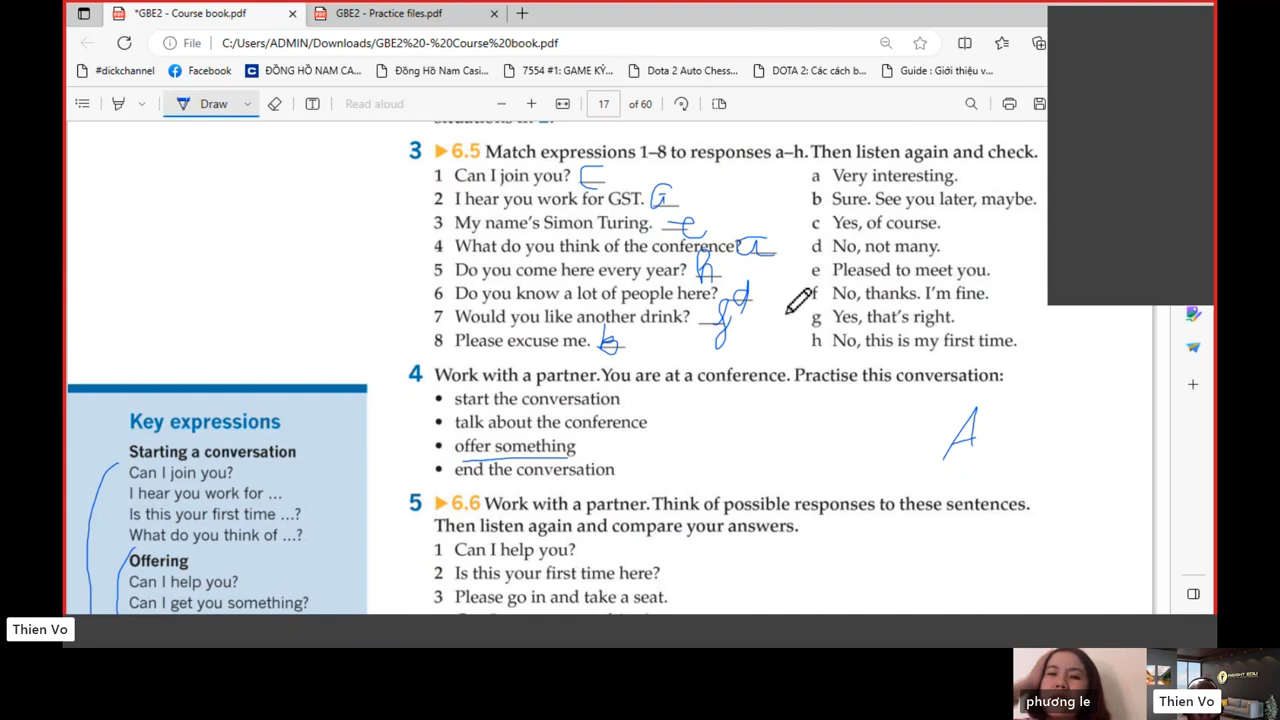 *GBE2 - Course book.pdf
GBE2 - Practice files.pdf
File C:/Users/ADMIN/Downloads/GBE2%20-%20Course%20book.pdf
#dickchannel Facebook ĐỒNG HỒ NAM CA... Đồng Hồ Nam Casi... 7554 #1: GAME KỶ... Dota 2 Auto Chess... DOTA 2: Các cách b... Guide : Giới thiệu v...
Draw Read aloud 17 of 60
3 6.5 Match expressions 1–8 to responses a–h. Then listen again and check.
1 Can I join you? C
2 I hear you work for GST. G
3 My name's Simon Turing. e
4 What do you think of the conference? a
5 Do you come here every year? h
6 Do you know a lot of people here? d
7 Would you like another drink? f
8 Please excuse me. b
a Very interesting.
b Sure. See you later, maybe.
c Yes, of course.
d No, not many.
e Pleased to meet you.
f No, thanks. I'm fine.
g Yes, that's right.
h No, this is my first time.
4 Work with a partner. You are at a conference. Practise this conversation:
• start the conversation
• talk about the conference
• offer something
• end the conversation
A
5 6.6 Work with a partner. Think of possible responses to these sentences.
Then listen again and compare your answers.
1 Can I help you?
2 Is this your first time here?
3 Please go in and take a seat.
Key expressions
Starting a conversation
Can I join you?
I hear you work for ...
Is this your first time ...?
What do you think of ...?
Offering
Can I help you?
Can I get you something?
Thien Vo
phương le
Thien Vo